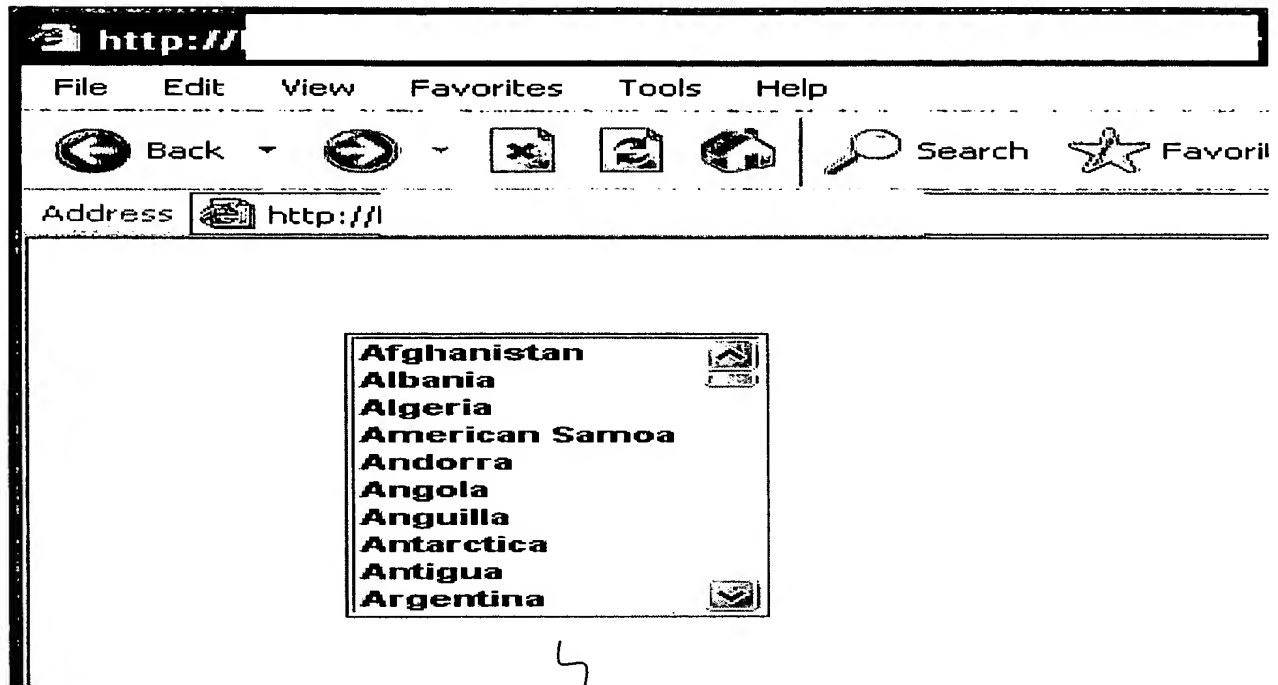 http://
File Edit View Favorites Tools Help
Back Search Favorit
Address http://l
Afghanistan
Albania
Algeria
American Samoa
Andorra
Angola
Anguilla
Antarctica
Antigua
Argentina